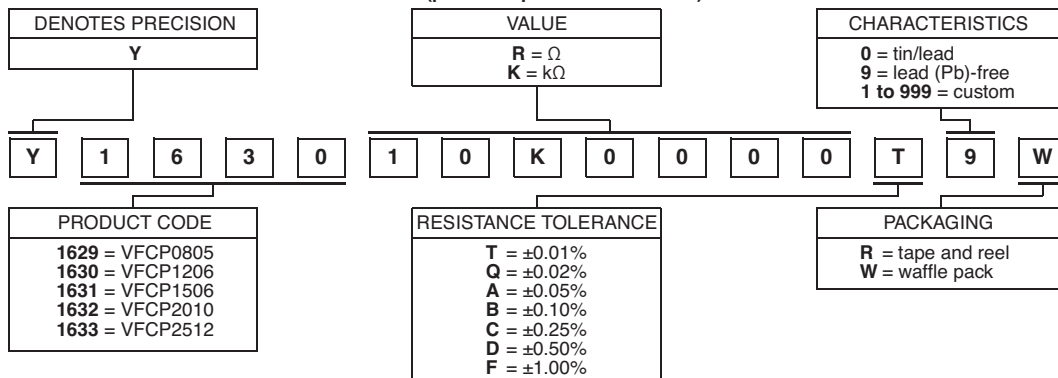 DENOTES PRECISION
Y
VALUE
R = Ω
K = kΩ
CHARACTERISTICS
0 = tin/lead
9 = lead (Pb)-free
1 to 999 = custom
Y 1 6 3 0 1 0 K 0 0 0 0 T 9 W
PRODUCT CODE
1629 = VFCP0805
1630 = VFCP1206
1631 = VFCP1506
1632 = VFCP2010
1633 = VFCP2512
RESISTANCE TOLERANCE
T = ±0.01%
Q = ±0.02%
A = ±0.05%
B = ±0.10%
C = ±0.25%
D = ±0.50%
F = ±1.00%
PACKAGING
R = tape and reel
W = waffle pack